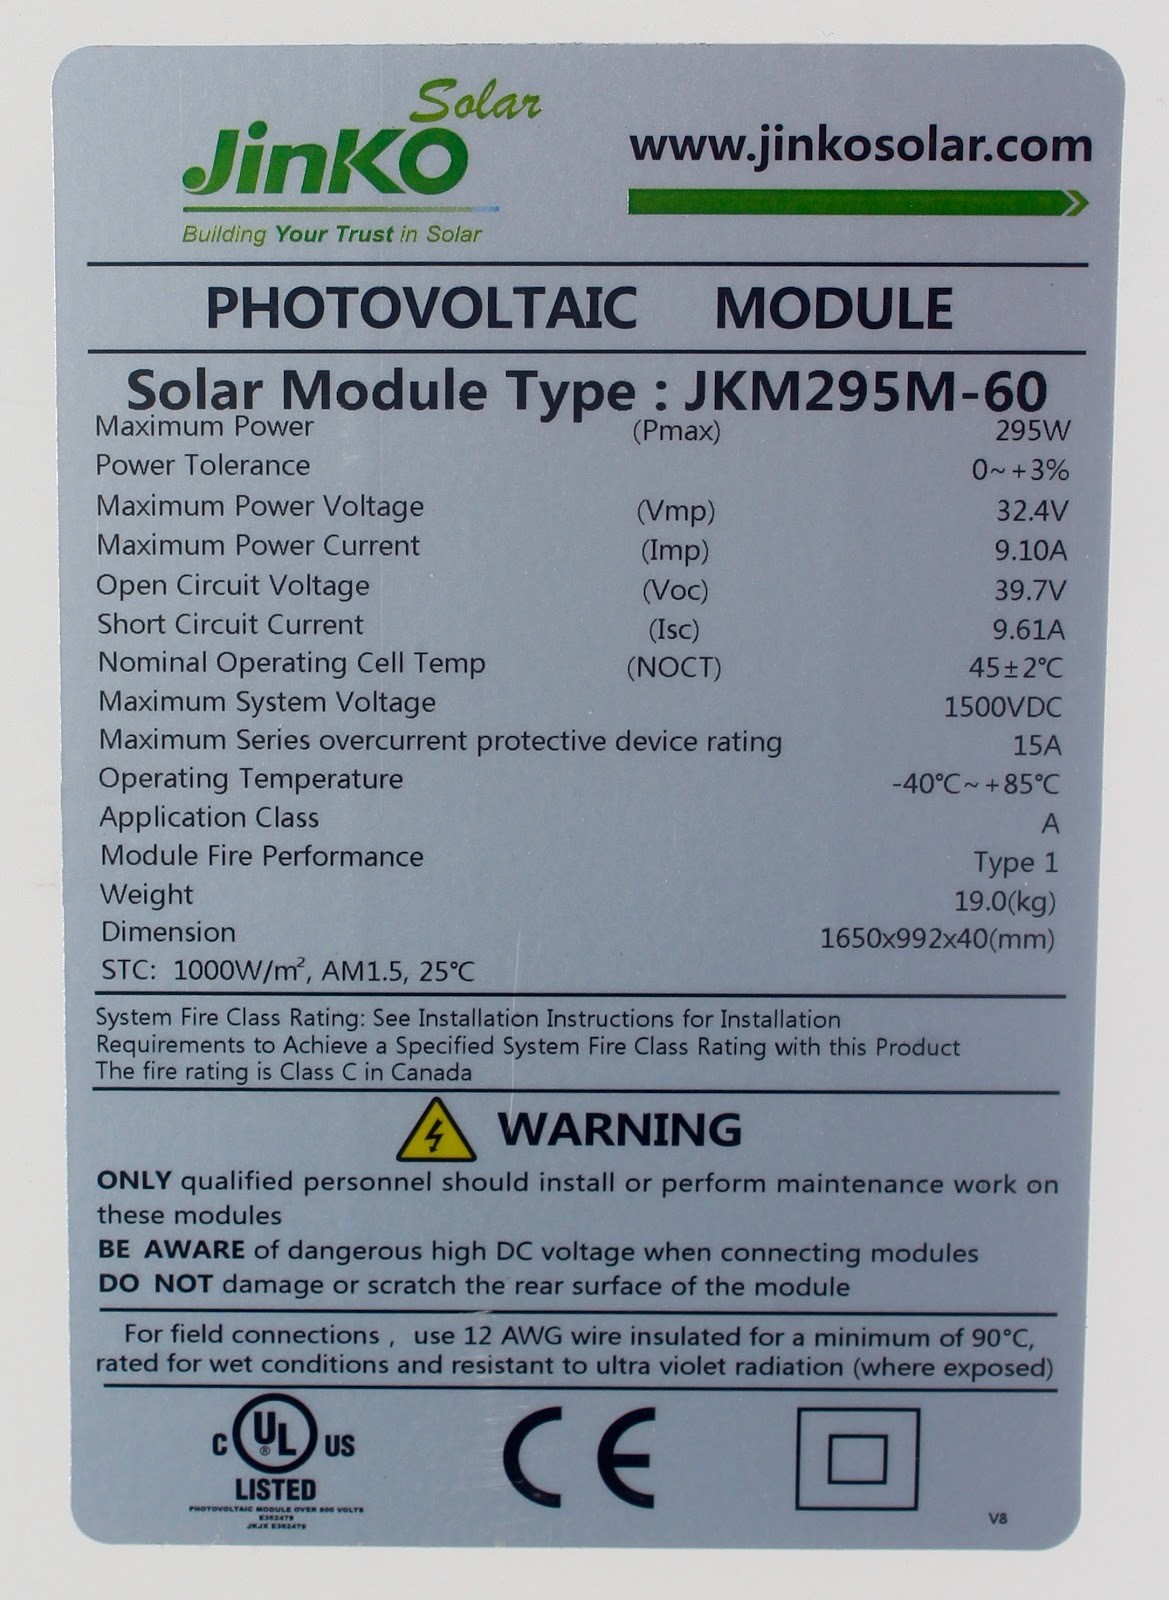 Solar
JinKO
www.jinkosolar.com
Building Your Trust in Solar
PHOTOVOLTAIC MODULE
Solar Module Type : JKM295M-60
Maximum Power (Pmax) 295W
Power Tolerance 0~+3%
Maximum Power Voltage (Vmp) 32.4V
Maximum Power Current (Imp) 9.10A
Open Circuit Voltage (Voc) 39.7V
Short Circuit Current (Isc) 9.61A
Nominal Operating Cell Temp (NOCT) 45±2℃
Maximum System Voltage 1500VDC
Maximum Series overcurrent protective device rating 15A
Operating Temperature -40℃~+85℃
Application Class A
Module Fire Performance Type 1
Weight 19.0(kg)
Dimension 1650x992x40(mm)
STC: 1000W/m², AM1.5, 25℃
System Fire Class Rating: See Installation Instructions for Installation
Requirements to Achieve a Specified System Fire Class Rating with this Product
The fire rating is Class C in Canada
WARNING
ONLY qualified personnel should install or perform maintenance work on
these modules
BE AWARE of dangerous high DC voltage when connecting modules
DO NOT damage or scratch the rear surface of the module
For field connections , use 12 AWG wire insulated for a minimum of 90°C,
rated for wet conditions and resistant to ultra violet radiation (where exposed)
C UL ® US
LISTED
PHOTOVOLTAIC MODULE OVER 600 VOLTS
E362479
JKJX E362479
CE
V8